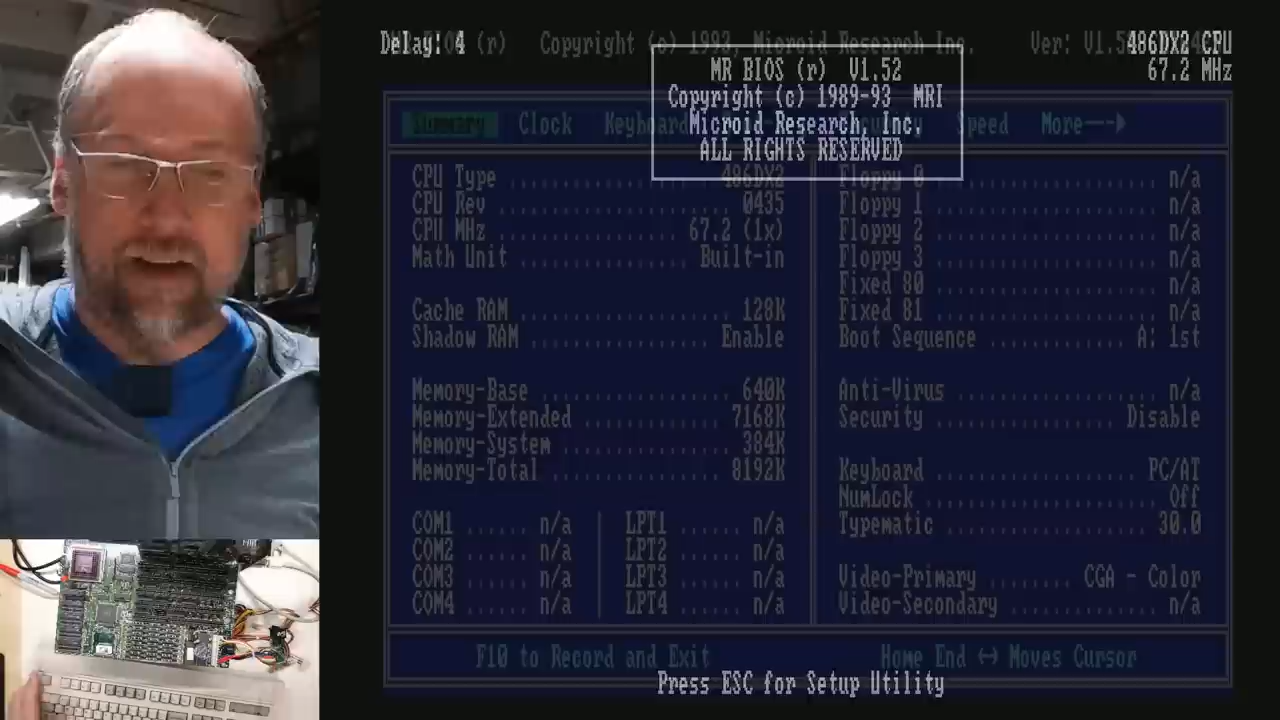 Delay: 4
BIOS (r) Copyright (c) 1993, Microid Research Inc. Ver: V1.5
486DX2 CPU
67.2 MHz
MR BIOS (r) V1.52
Copyright (c) 1989-93 MRI
Microid Research, Inc.
ALL RIGHTS RESERVED
Summary Clock Keyboard Speed More
CPU Type 486DX2
CPU Rev 0435
CPU MHz 67.2 (1x)
Math Unit Built-in
Cache RAM 128K
Shadow RAM Enable
Memory-Base 640K
Memory-Extended 7168K
Memory-System 384K
Memory-Total 8192K
COM1 n/a LPT1 n/a
COM2 n/a LPT2 n/a
COM3 n/a LPT3 n/a
COM4 n/a LPT4 n/a
Floppy 0 n/a
Floppy 1 n/a
Floppy 2 n/a
Floppy 3 n/a
Fixed 80 n/a
Fixed 81 n/a
Boot Sequence A: 1st
Anti-Virus n/a
Security Disable
Keyboard PC/AT
NumLock Off
Typematic 30.0
Video-Primary CGA - Color
Video-Secondary n/a
F10 to Record and Exit Home End ↔ Moves Cursor
Press ESC for Setup Utility